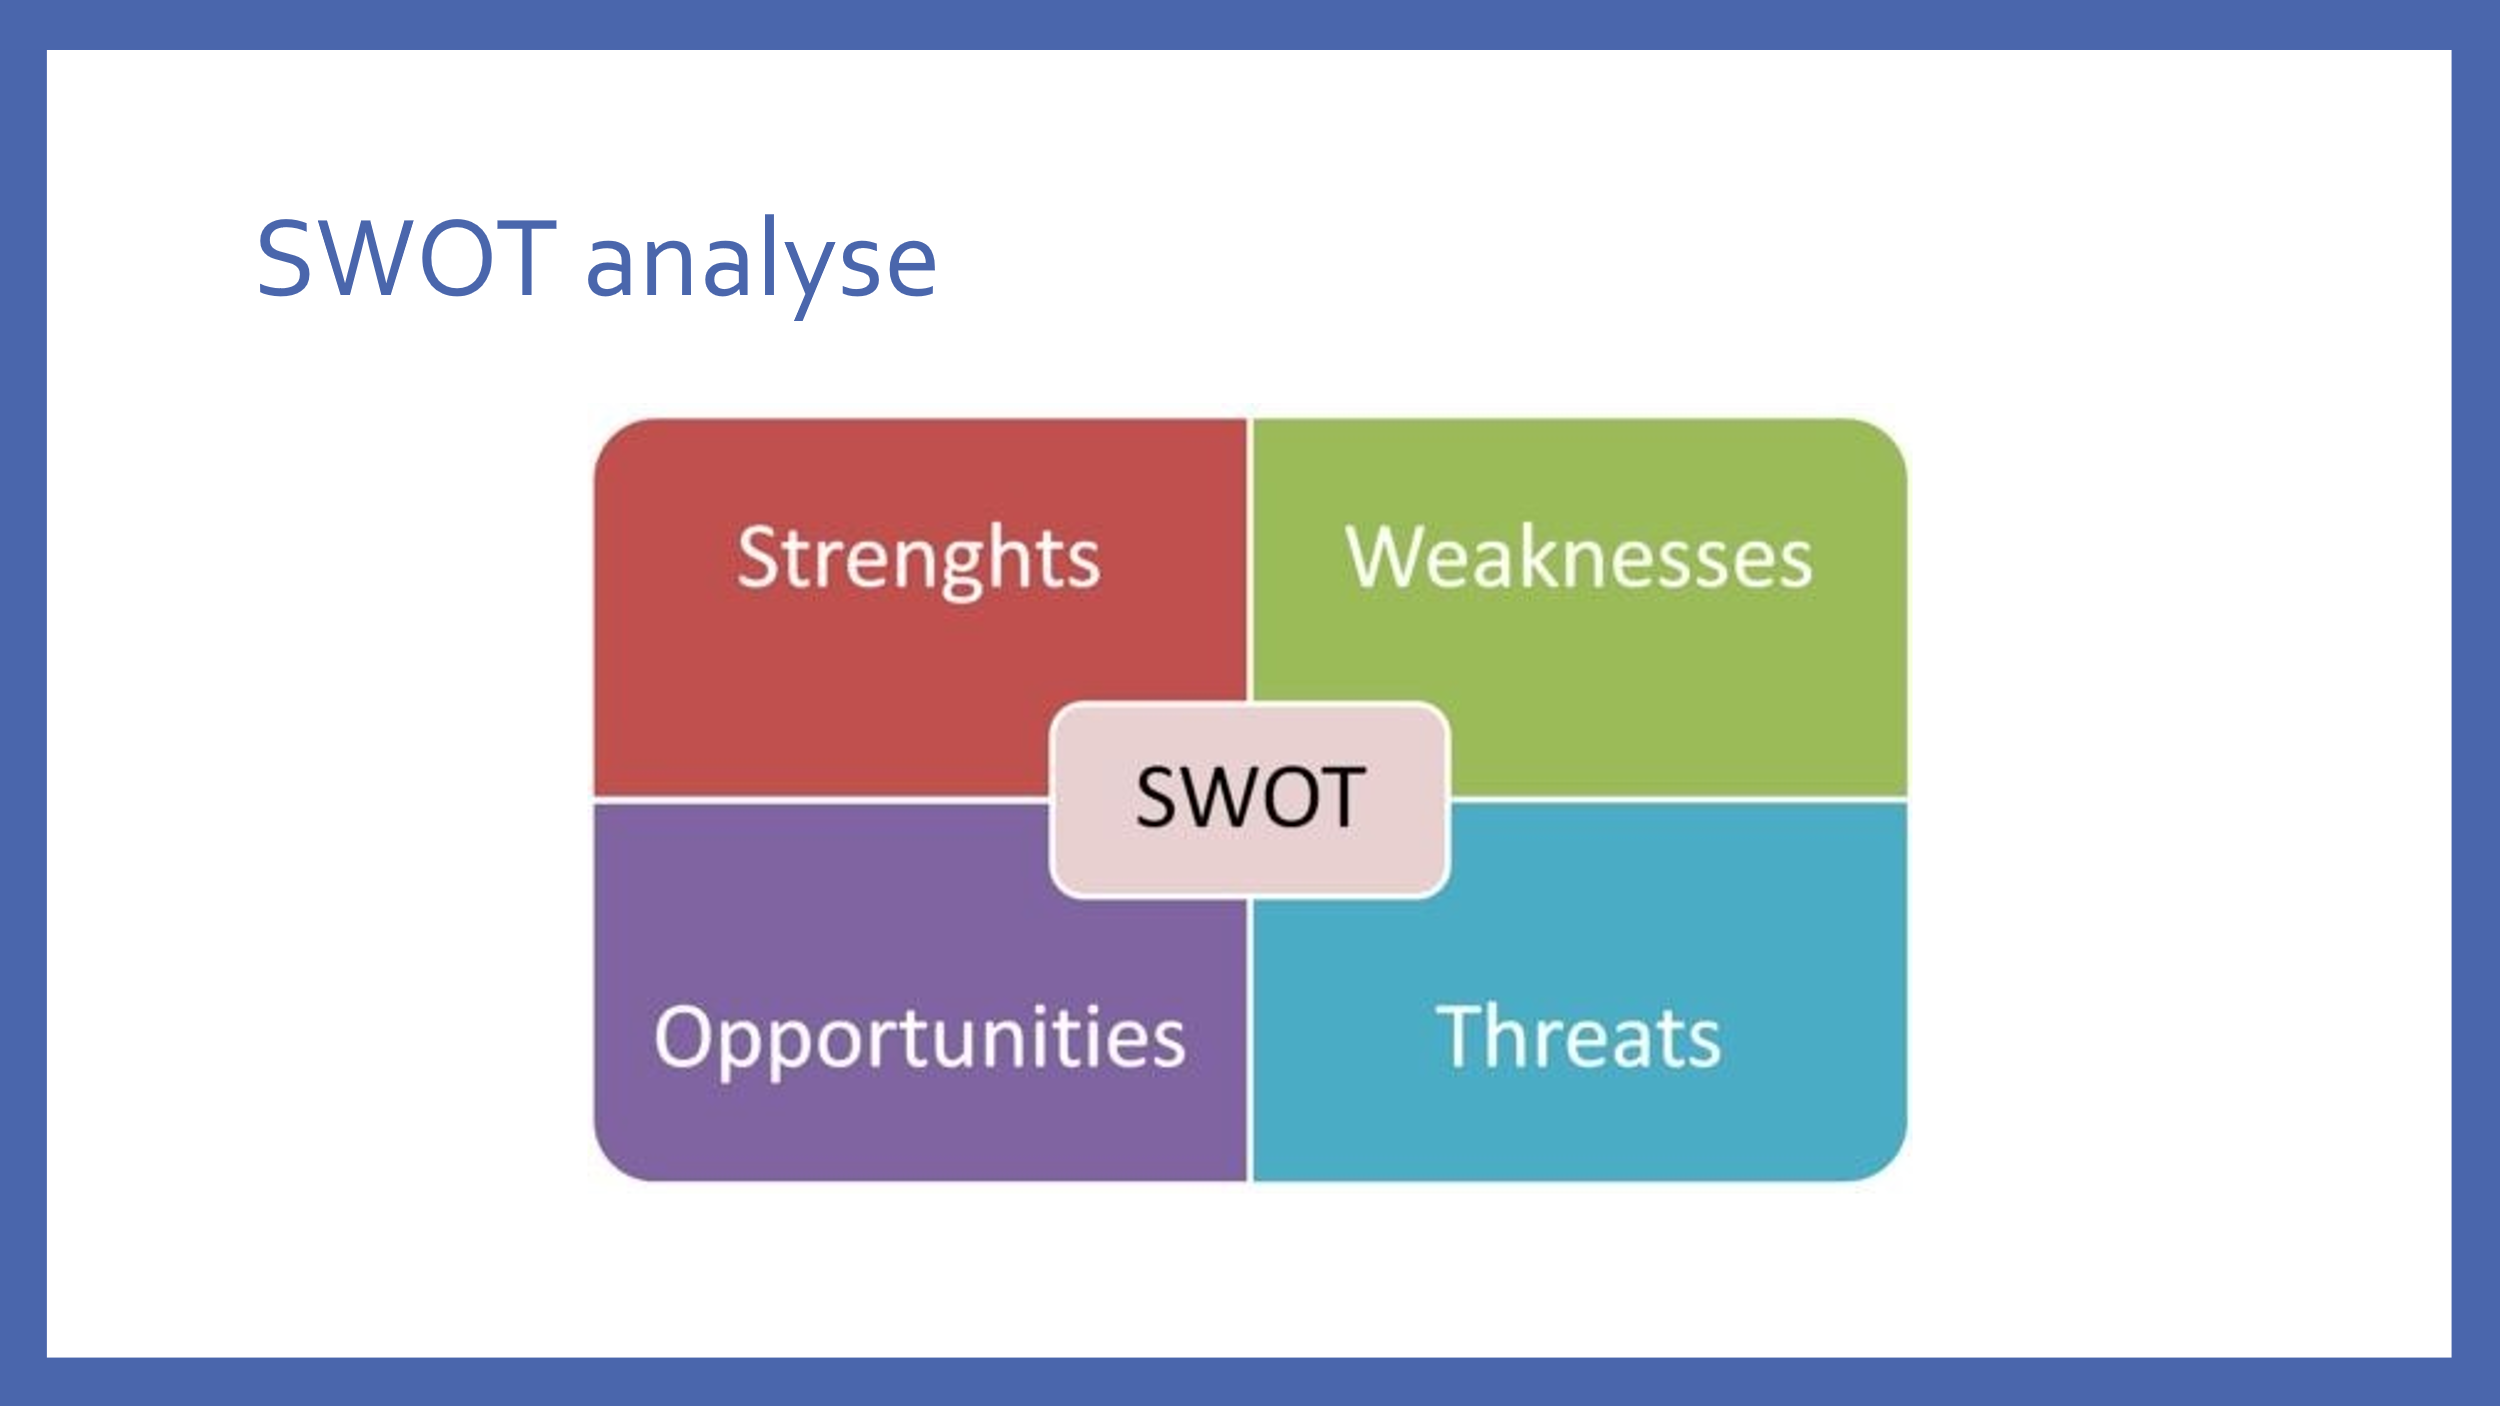 SWOT analyse
Strenghts
Weaknesses
SWOT
Opportunities
Threats